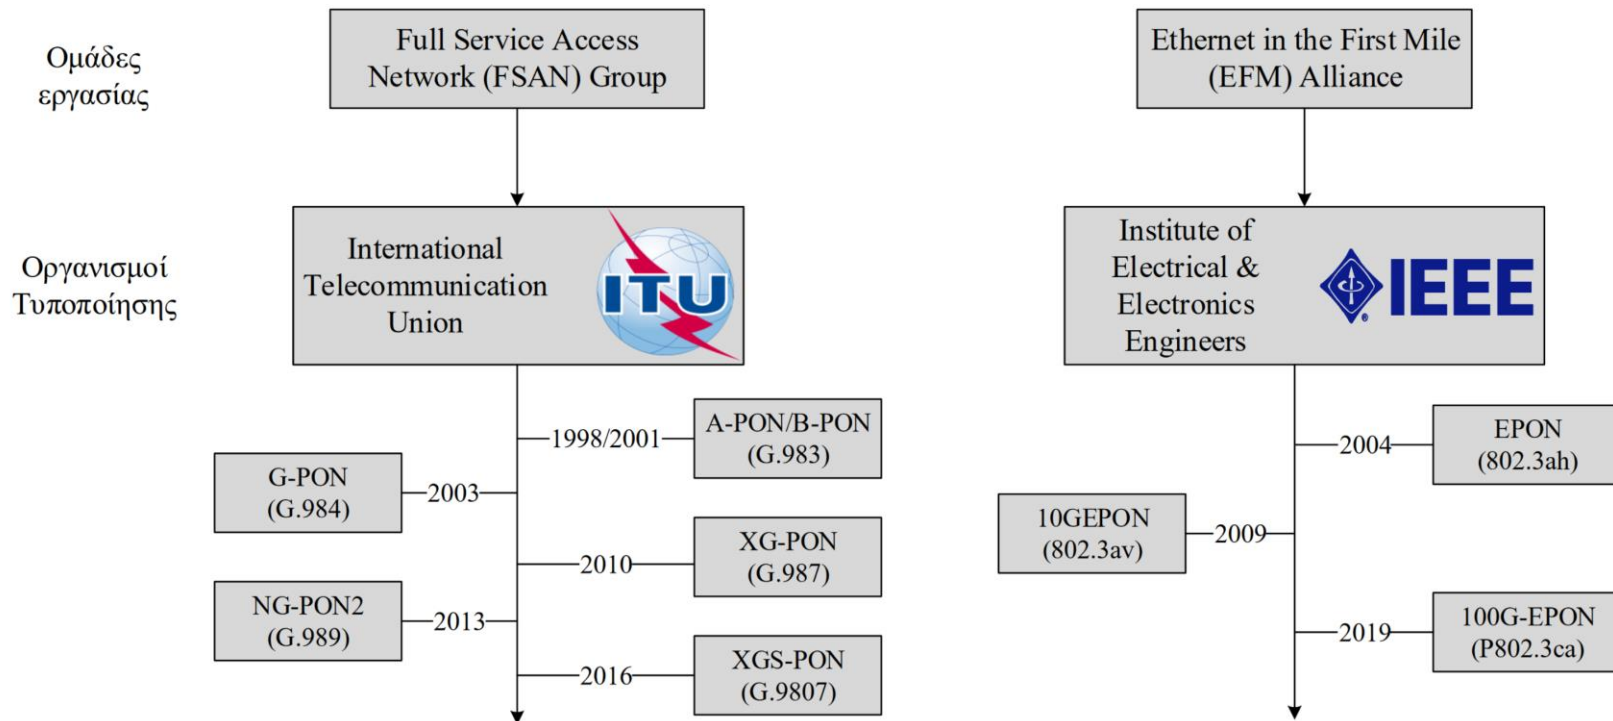 Ομάδες
εργασίας
Full Service Access
Network (FSAN) Group
Ethernet in the First Mile
(EFM) Alliance
Οργανισμοί
Τυποποίησης
International
Telecommunication
Union
ITU
Institute of
Electrical &
Electronics
Engineers
IEEE
®
1998/2001
A-PON/B-PON
(G.983)
G-PON
(G.984)
2003
2010
XG-PON
(G.987)
NG-PON2
(G.989)
2013
2016
XGS-PON
(G.9807)
2004
EPON
(802.3ah)
10GEPON
(802.3av)
2009
2019
100G-EPON
(P802.3ca)